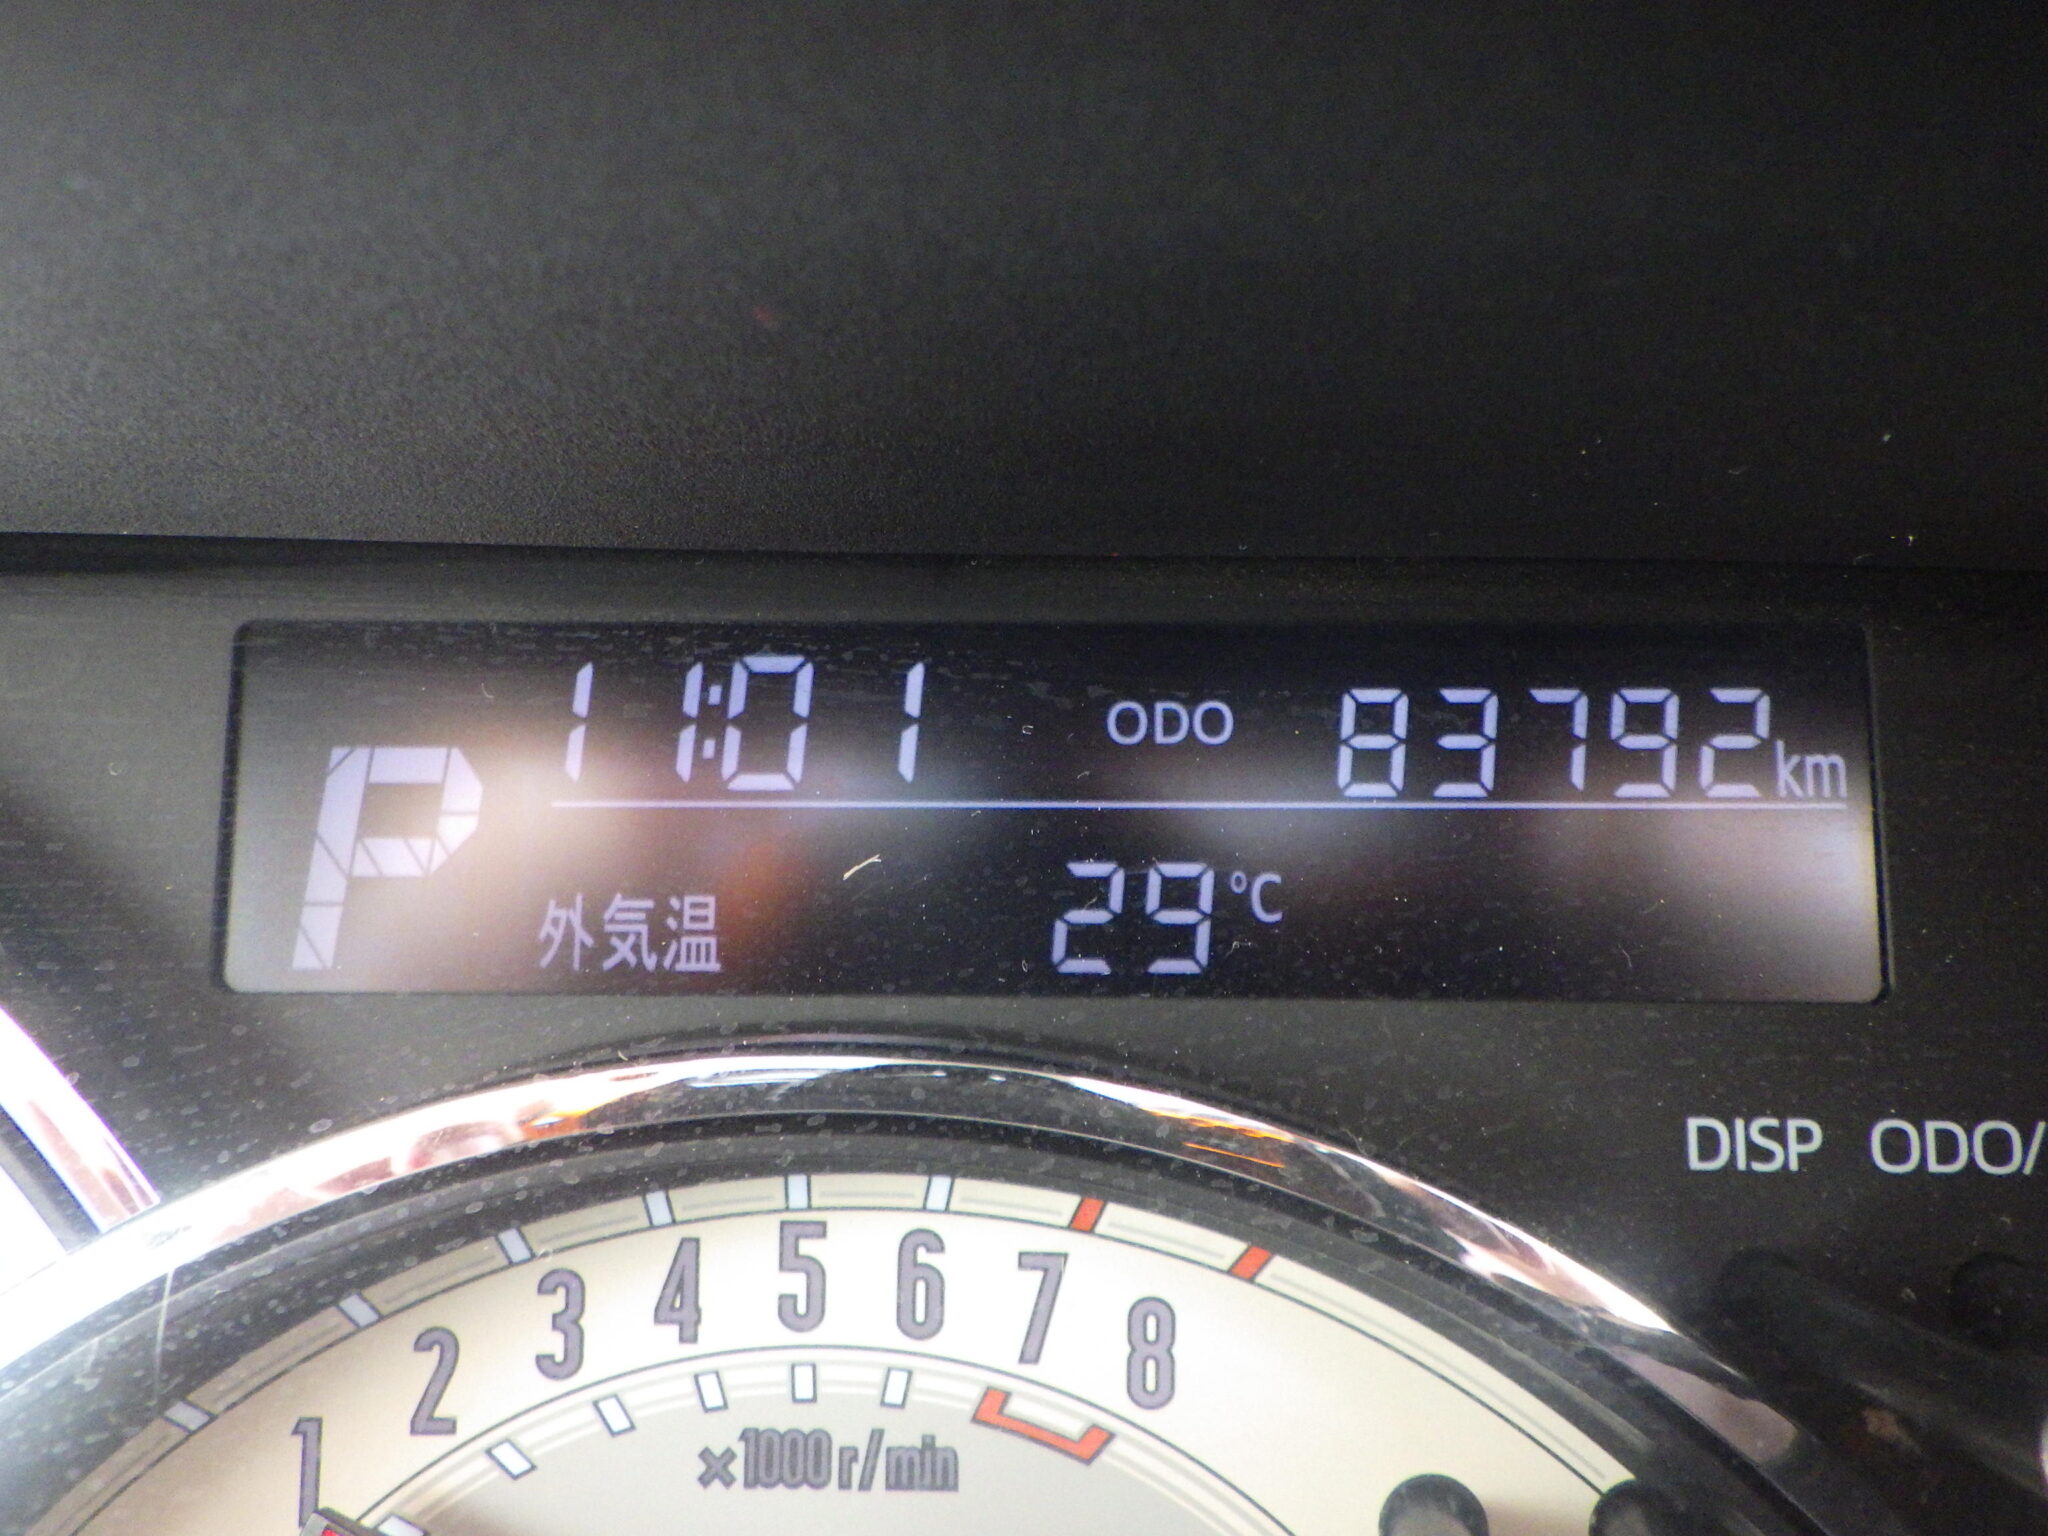 11:01 ODO 83792km
P
外気温 29℃
DISP ODO/
1 2 3 4 5 6 7 8
×1000r/min